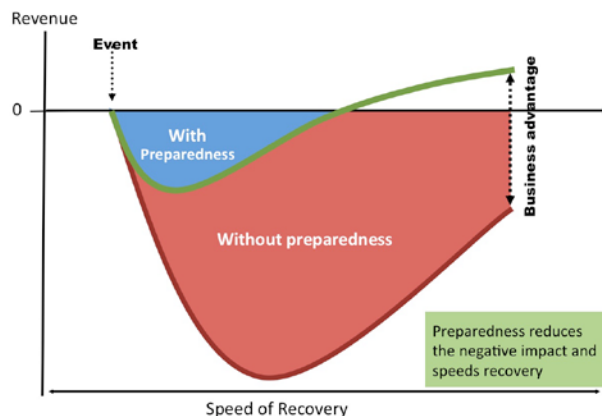 Revenue
Event
0
With
Preparedness
Without preparedness
Business advantage
Preparedness reduces
the negative impact and
speeds recovery
Speed of Recovery